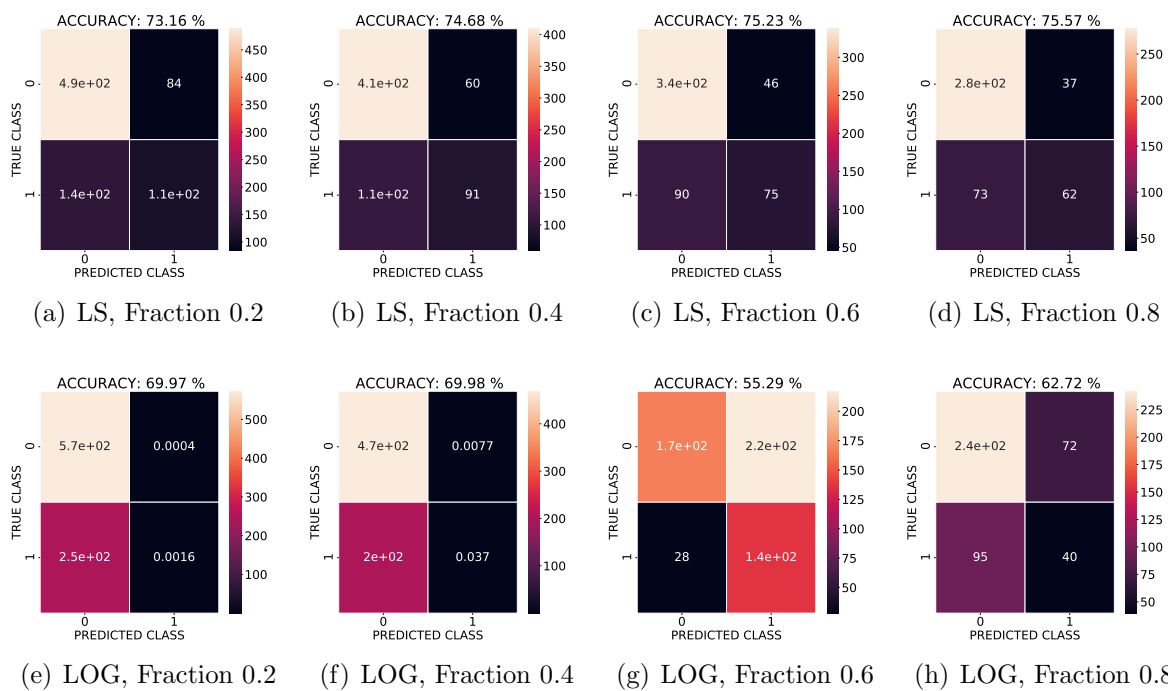 ACCURACY: 73.16 %
0
1
TRUE CLASS
4.9e+02 84
1.4e+02 1.1e+02
0 1
PREDICTED CLASS
450
400
350
300
250
200
150
100
(a) LS, Fraction 0.2
ACCURACY: 74.68 %
0
1
TRUE CLASS
4.1e+02 60
1.1e+02 91
0 1
PREDICTED CLASS
400
350
300
250
200
150
100
(b) LS, Fraction 0.4
ACCURACY: 75.23 %
0
1
TRUE CLASS
3.4e+02 46
90 75
0 1
PREDICTED CLASS
300
250
200
150
100
50
(c) LS, Fraction 0.6
ACCURACY: 75.57 %
0
1
TRUE CLASS
2.8e+02 37
73 62
0 1
PREDICTED CLASS
250
200
150
100
50
(d) LS, Fraction 0.8
ACCURACY: 69.97 %
0
1
TRUE CLASS
5.7e+02 0.0004
2.5e+02 0.0016
0 1
PREDICTED CLASS
500
400
300
200
100
(e) LOG, Fraction 0.2
ACCURACY: 69.98 %
0
1
TRUE CLASS
4.7e+02 0.0077
2e+02 0.037
0 1
PREDICTED CLASS
400
300
200
100
(f) LOG, Fraction 0.4
ACCURACY: 55.29 %
0
1
TRUE CLASS
1.7e+02 2.2e+02
28 1.4e+02
0 1
PREDICTED CLASS
200
175
150
125
100
75
50
(g) LOG, Fraction 0.6
ACCURACY: 62.72 %
0
1
TRUE CLASS
2.4e+02 72
95 40
0 1
PREDICTED CLASS
225
200
175
150
125
100
75
50
(h) LOG, Fraction 0.8